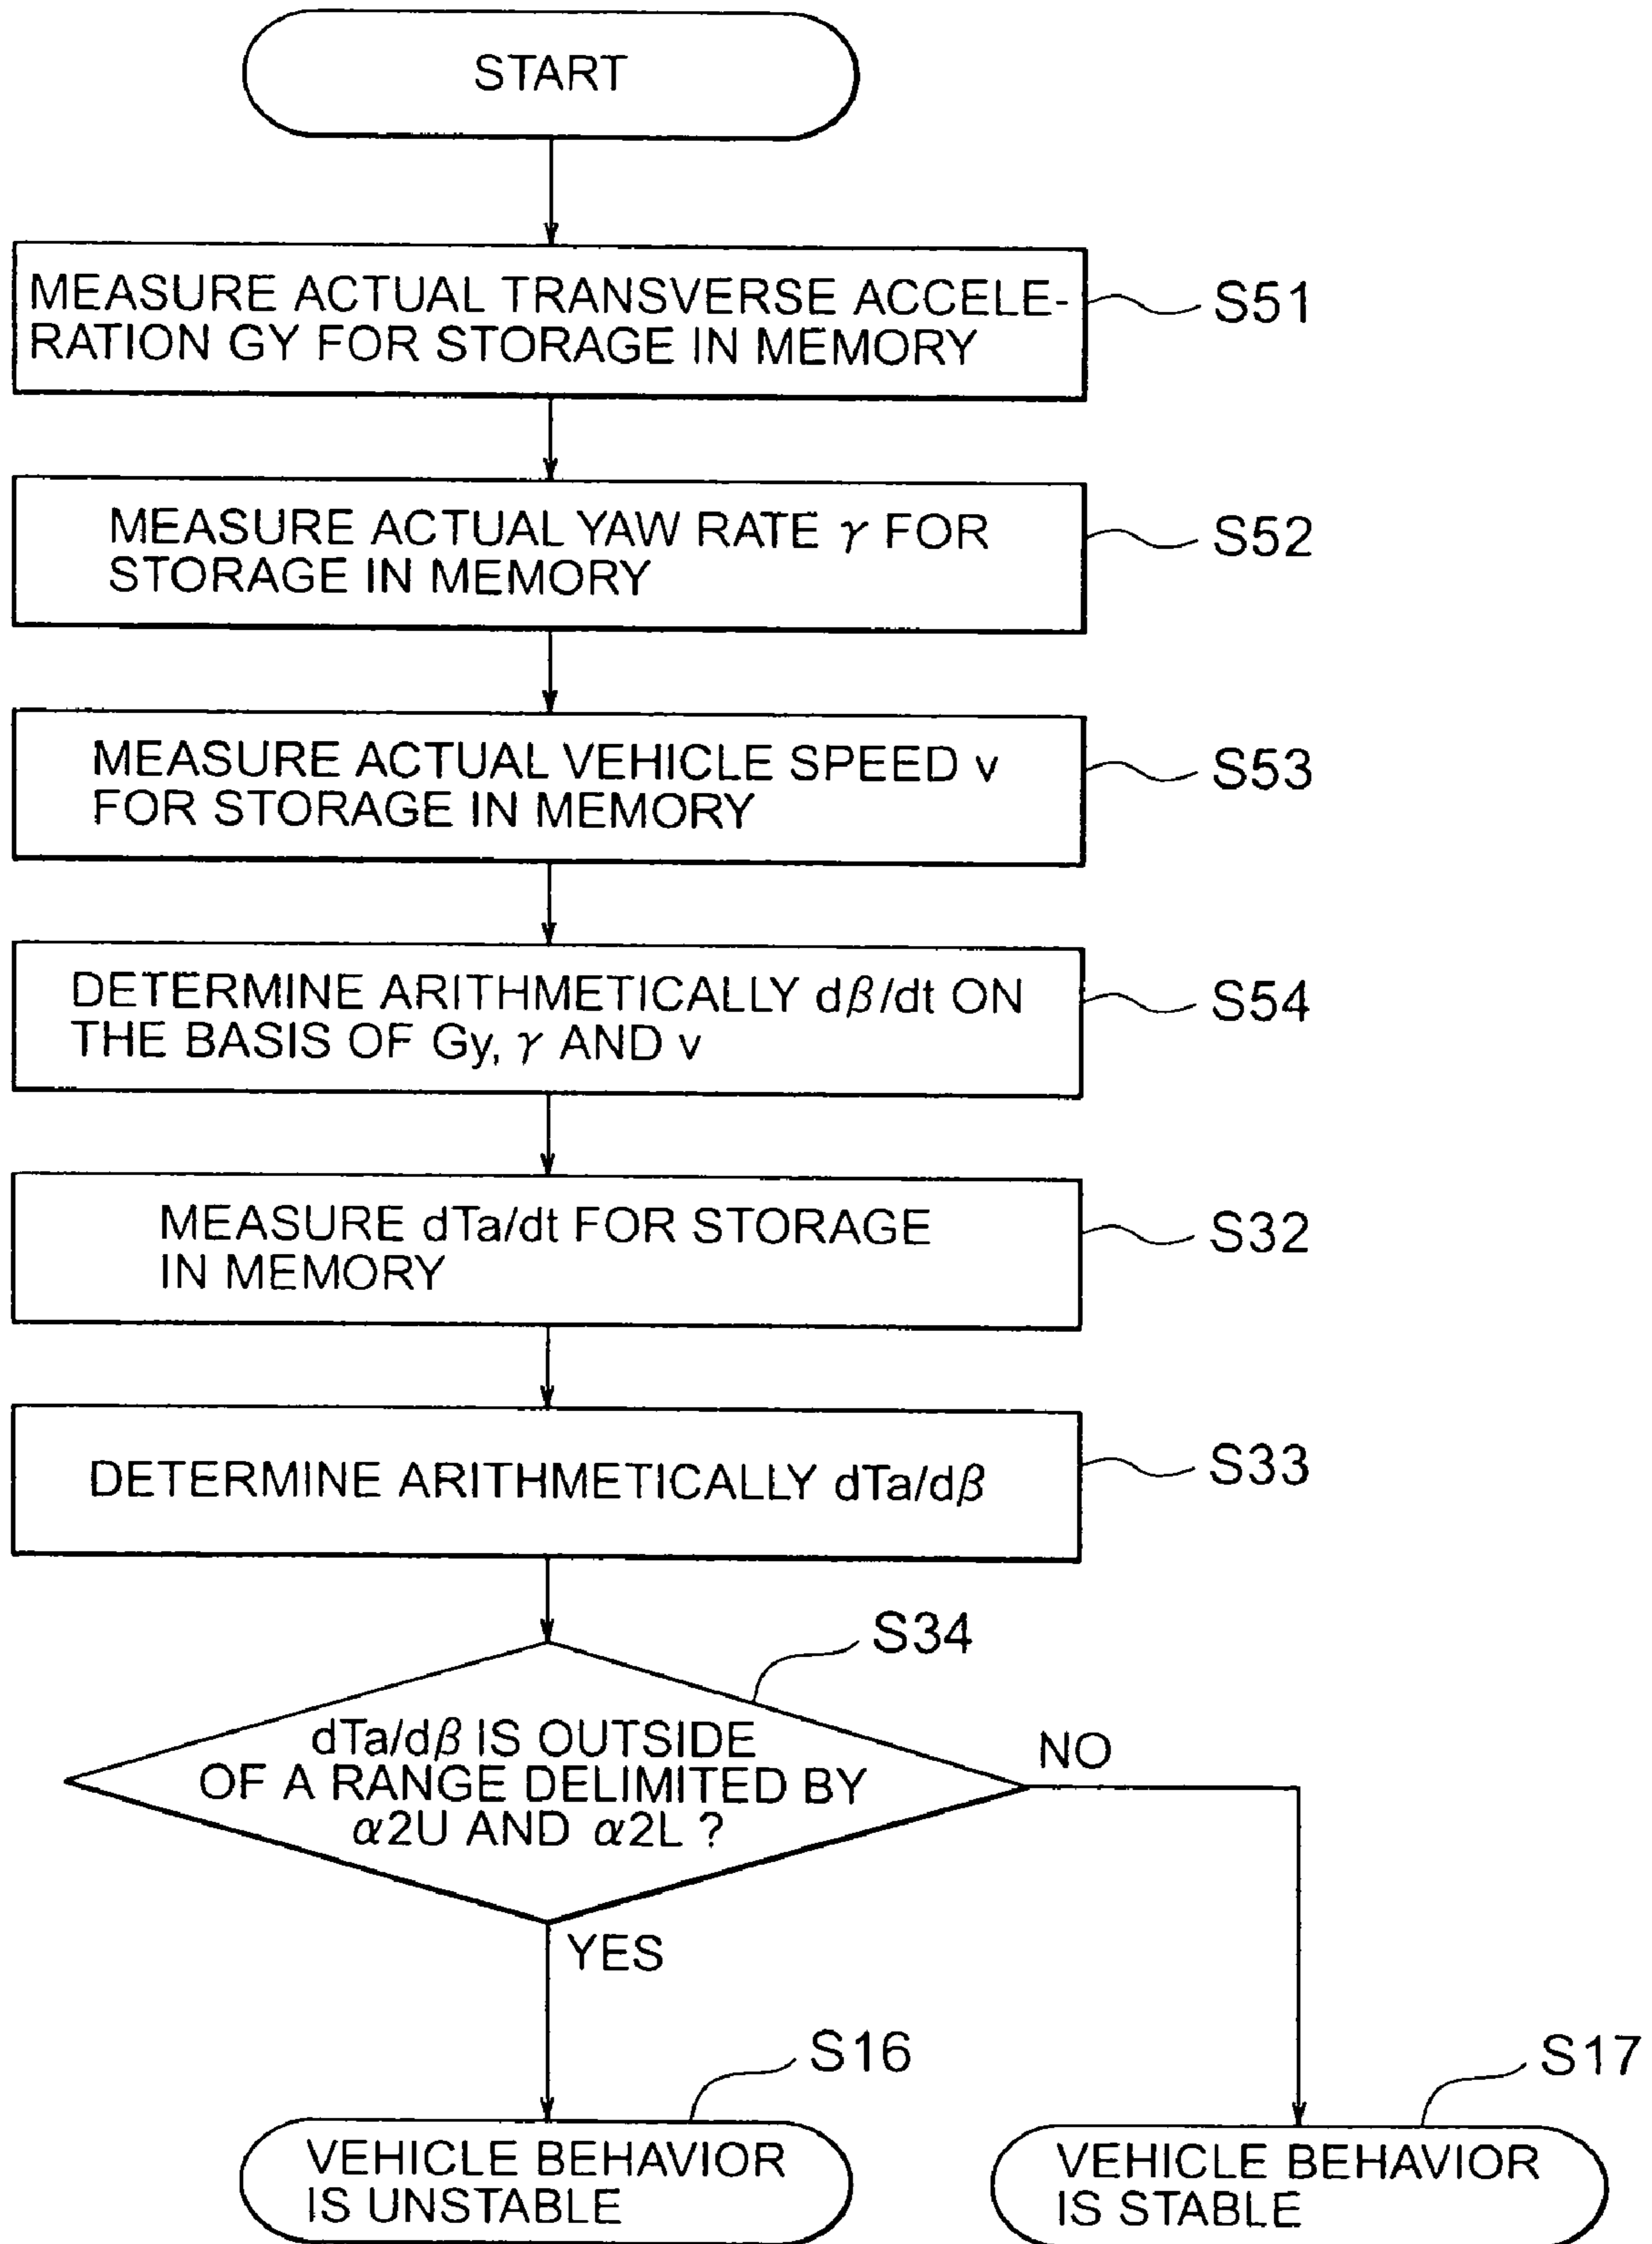 START
MEASURE ACTUAL TRANSVERSE ACCELE-
RATION GY FOR STORAGE IN MEMORY
S51
MEASURE ACTUAL YAW RATE γ FOR
STORAGE IN MEMORY
S52
MEASURE ACTUAL VEHICLE SPEED v
FOR STORAGE IN MEMORY
S53
DETERMINE ARITHMETICALLY dβ/dt ON
THE BASIS OF Gy, γ AND v
S54
MEASURE dTa/dt FOR STORAGE
IN MEMORY
S32
DETERMINE ARITHMETICALLY dTa/dβ
S33
S34
dTa/dβ IS OUTSIDE
OF A RANGE DELIMITED BY
α2U AND α2L ?
NO
YES
S16
VEHICLE BEHAVIOR
IS UNSTABLE
S17
VEHICLE BEHAVIOR
IS STABLE